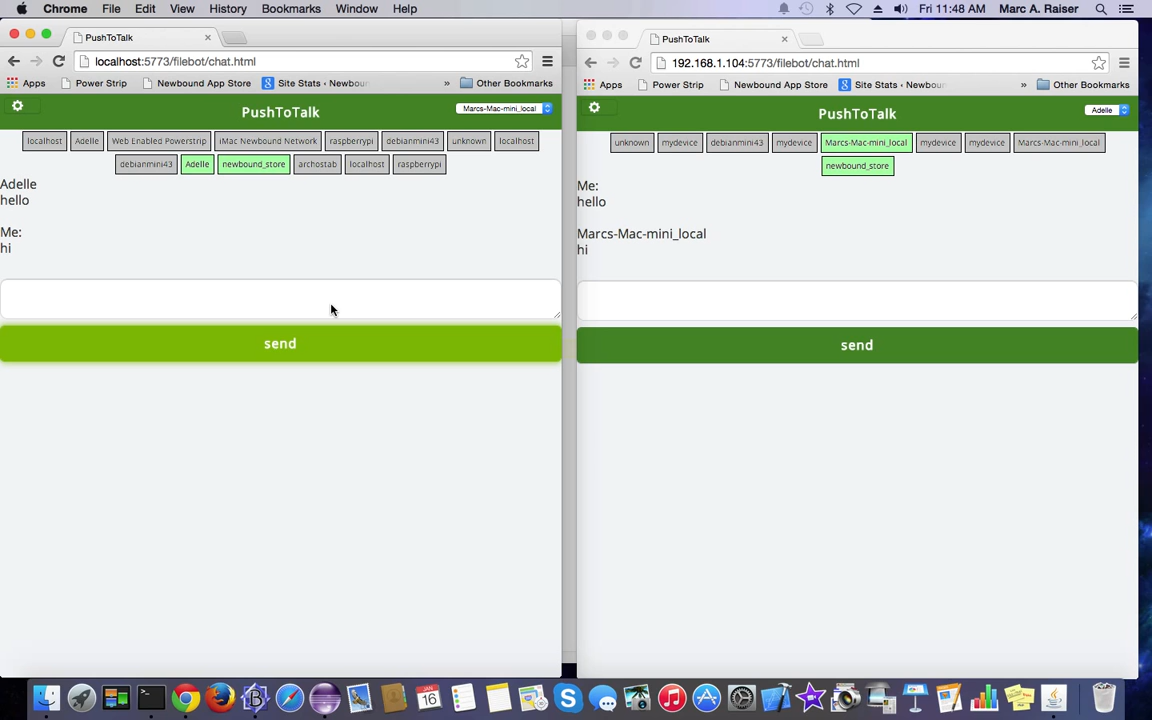 Chrome File Edit View History Bookmarks Window Help Fri 11:48 AM Marc A. Raiser
PushToTalk
localhost:5773/filebot/chat.html
Apps Power Strip Newbound App Store Site Stats ‹ Newbou » Other Bookmarks
PushToTalk Marcs-Mac-mini_local
localhost Adelle Web Enabled Powerstrip iMac Newbound Network raspberrypi debianmini43 unknown localhost
debianmini43 Adelle newbound_store archostab localhost raspberrypi
Adelle
hello
Me:
hi
send
PushToTalk
192.168.1.104:5773/filebot/chat.html
Apps Power Strip Newbound App Store Site Stats ‹ Newbou » Other Bookmarks
PushToTalk Adelle
unknown mydevice debianmini43 mydevice Marcs-Mac-mini_local mydevice mydevice Marcs-Mac-mini_local
newbound_store
Me:
hello
Marcs-Mac-mini_local
hi
send
JAN
16